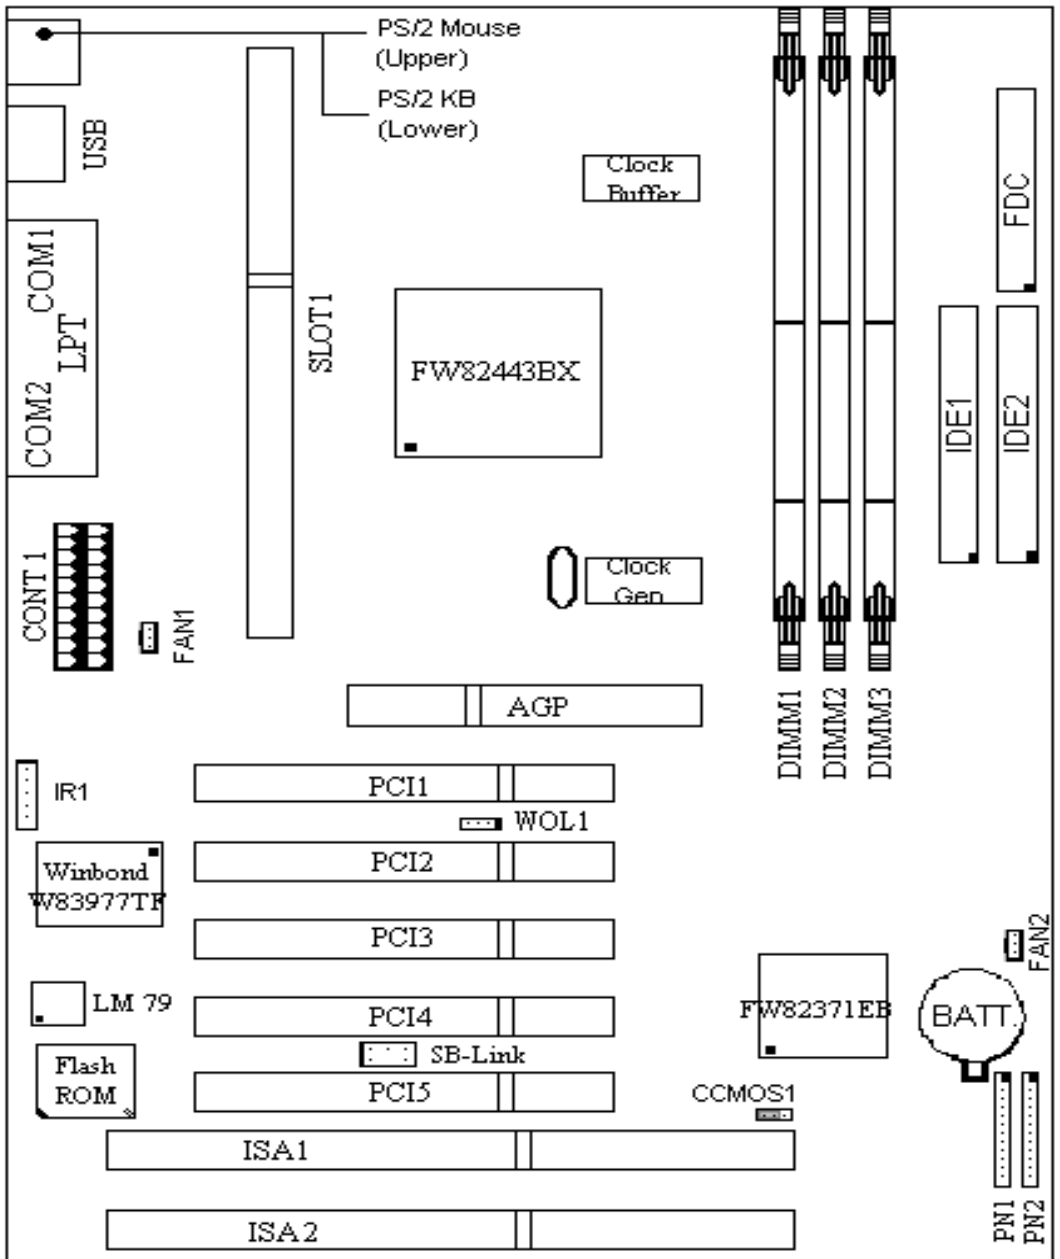 PS/2 Mouse
(Upper)
PS/2 KB
(Lower)
USB
Clock
Buffer
FDC
COM1
LPT
COM2
SLOT1
FW82443BX
IDE1
IDE2
CONT1
FAN1
Clock
Gen
AGP
DIMM1
DIMM2
DIMM3
IR1
PCI1
WOL1
Winbond
W83977TF
PCI2
PCI3
FAN2
LM 79
PCI4
FW82371EB
BATT.
SB-Link
Flash
ROM
PCI5
CCMOS1
ISA1
PN1
PN2
ISA2